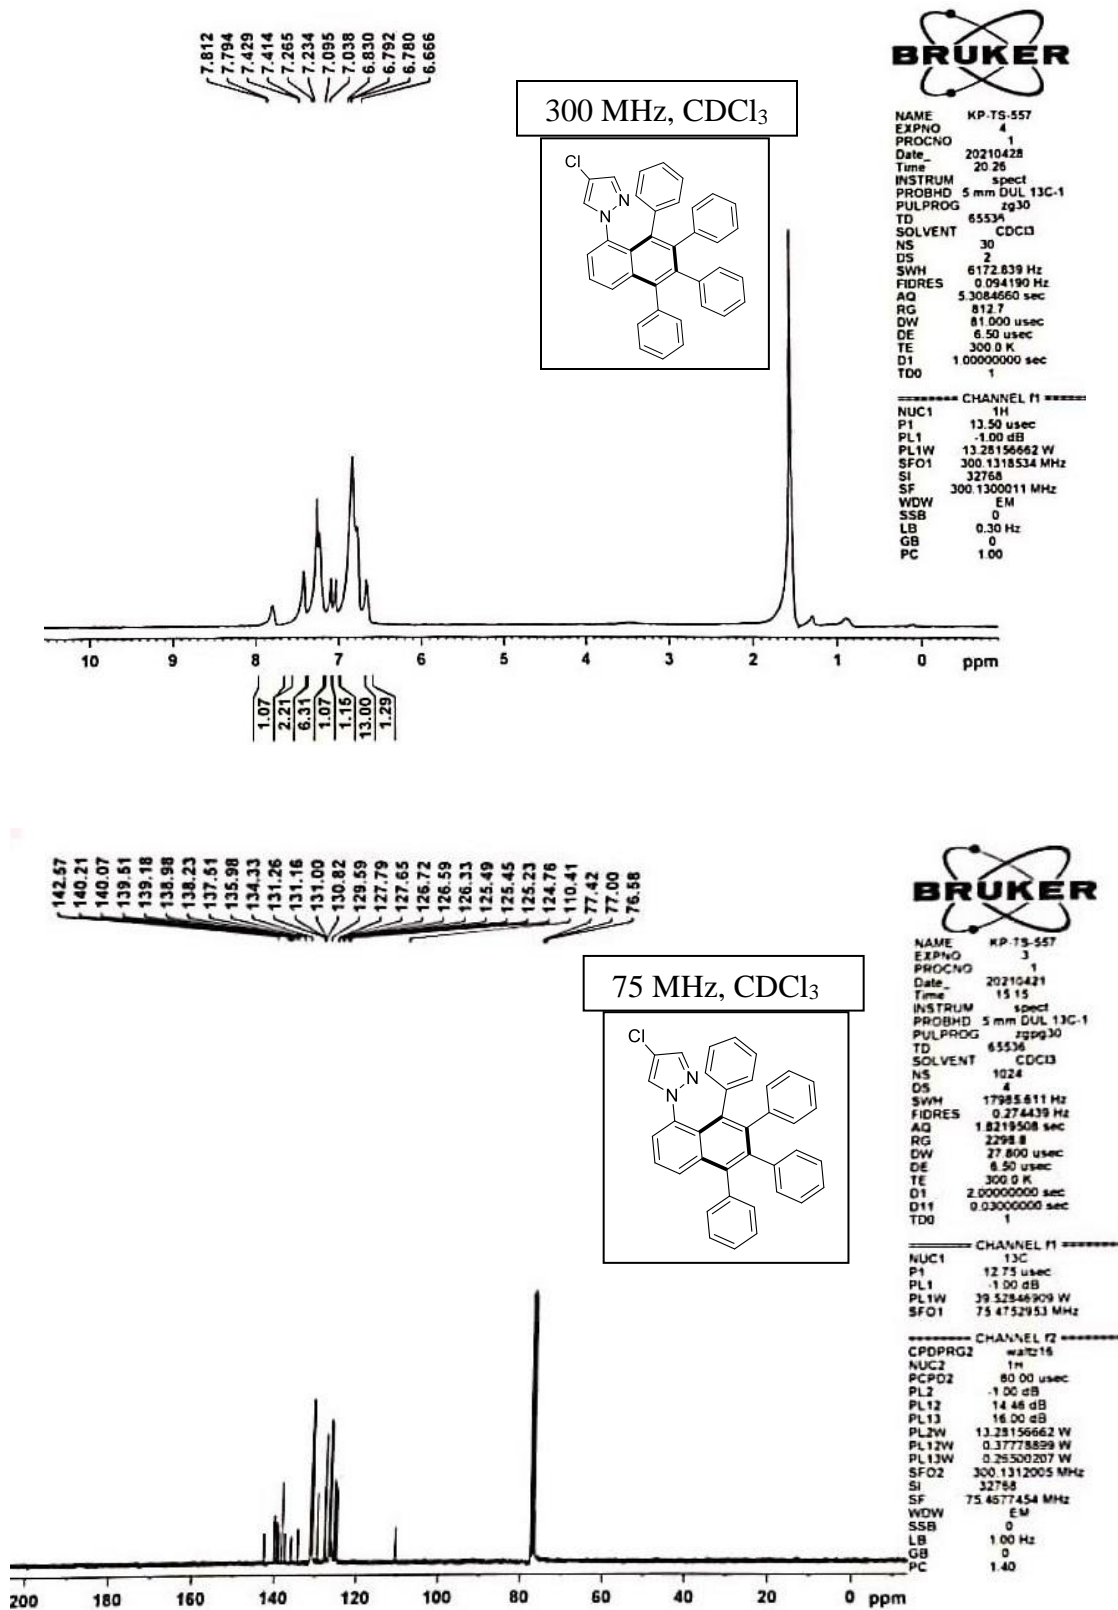 7.812
7.794
7.429
7.414
7.265
7.234
7.095
7.038
6.830
6.792
6.780
6.666
300 MHz, CDCl3
Cl
N
N
BRUKER
NAME KP-TS-557
EXPNO 4
PROCNO 1
Date_ 20210428
Time 20.26
INSTRUM spect
PROBHD 5 mm DUL 13C-1
PULPROG zg30
TD 65536
SOLVENT CDCl3
NS 30
DS 2
SWH 6172.839 Hz
FIDRES 0.094190 Hz
AQ 5.3084660 sec
RG 812.7
DW 81.000 usec
DE 6.50 usec
TE 300.0 K
D1 1.00000000 sec
TD0 1
======== CHANNEL f1 ========
NUC1 1H
P1 13.50 usec
PL1 -1.00 dB
PL1W 13.28156662 W
SFO1 300.1318534 MHz
SI 32768
SF 300.1300011 MHz
WDW EM
SSB 0
LB 0.30 Hz
GB 0
PC 1.00
10 9 8 7 6 5 4 3 2 1 0 ppm
1.07
2.21
6.31
1.07
1.15
13.00
1.29
142.57
140.21
140.07
139.51
139.18
138.98
138.23
137.51
135.98
134.33
131.26
131.16
131.00
130.82
129.59
127.79
127.65
126.72
126.59
126.33
125.49
125.45
125.23
124.76
110.41
77.42
77.00
76.58
75 MHz, CDCl3
Cl
N
N
BRUKER
NAME KP-TS-557
EXPNO 3
PROCNO 1
Date_ 20210421
Time 15.15
INSTRUM spect
PROBHD 5 mm DUL 13C-1
PULPROG zgpg30
TD 65536
SOLVENT CDCl3
NS 1024
DS 4
SWH 17985.611 Hz
FIDRES 0.274439 Hz
AQ 1.8219508 sec
RG 2298.8
DW 27.800 usec
DE 6.50 usec
TE 300.0 K
D1 2.00000000 sec
D11 0.03000000 sec
TD0 1
======== CHANNEL f1 ========
NUC1 13C
P1 12.75 usec
PL1 -1.00 dB
PL1W 39.52846909 W
SFO1 75.4752953 MHz
======== CHANNEL f2 ========
CPDPRG2 waltz16
NUC2 1H
PCPD2 80.00 usec
PL2 -1.00 dB
PL12 14.46 dB
PL13 16.00 dB
PL2W 13.28156662 W
PL12W 0.37778899 W
PL13W 0.26500207 W
SFO2 300.1312005 MHz
SI 32768
SF 75.4677454 MHz
WDW EM
SSB 0
LB 1.00 Hz
GB 0
PC 1.40
200 180 160 140 120 100 80 60 40 20 0 ppm